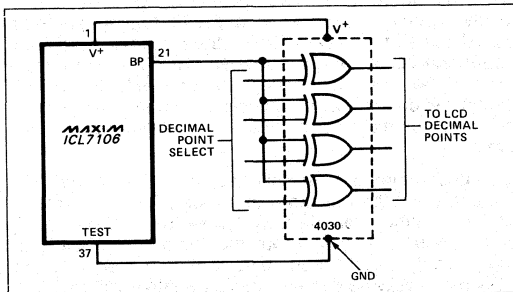 1
V+
V+
21
BP
MAXIM
ICL7106
DECIMAL
POINT
SELECT
TO LCD
DECIMAL
POINTS
TEST
4030
37
GND